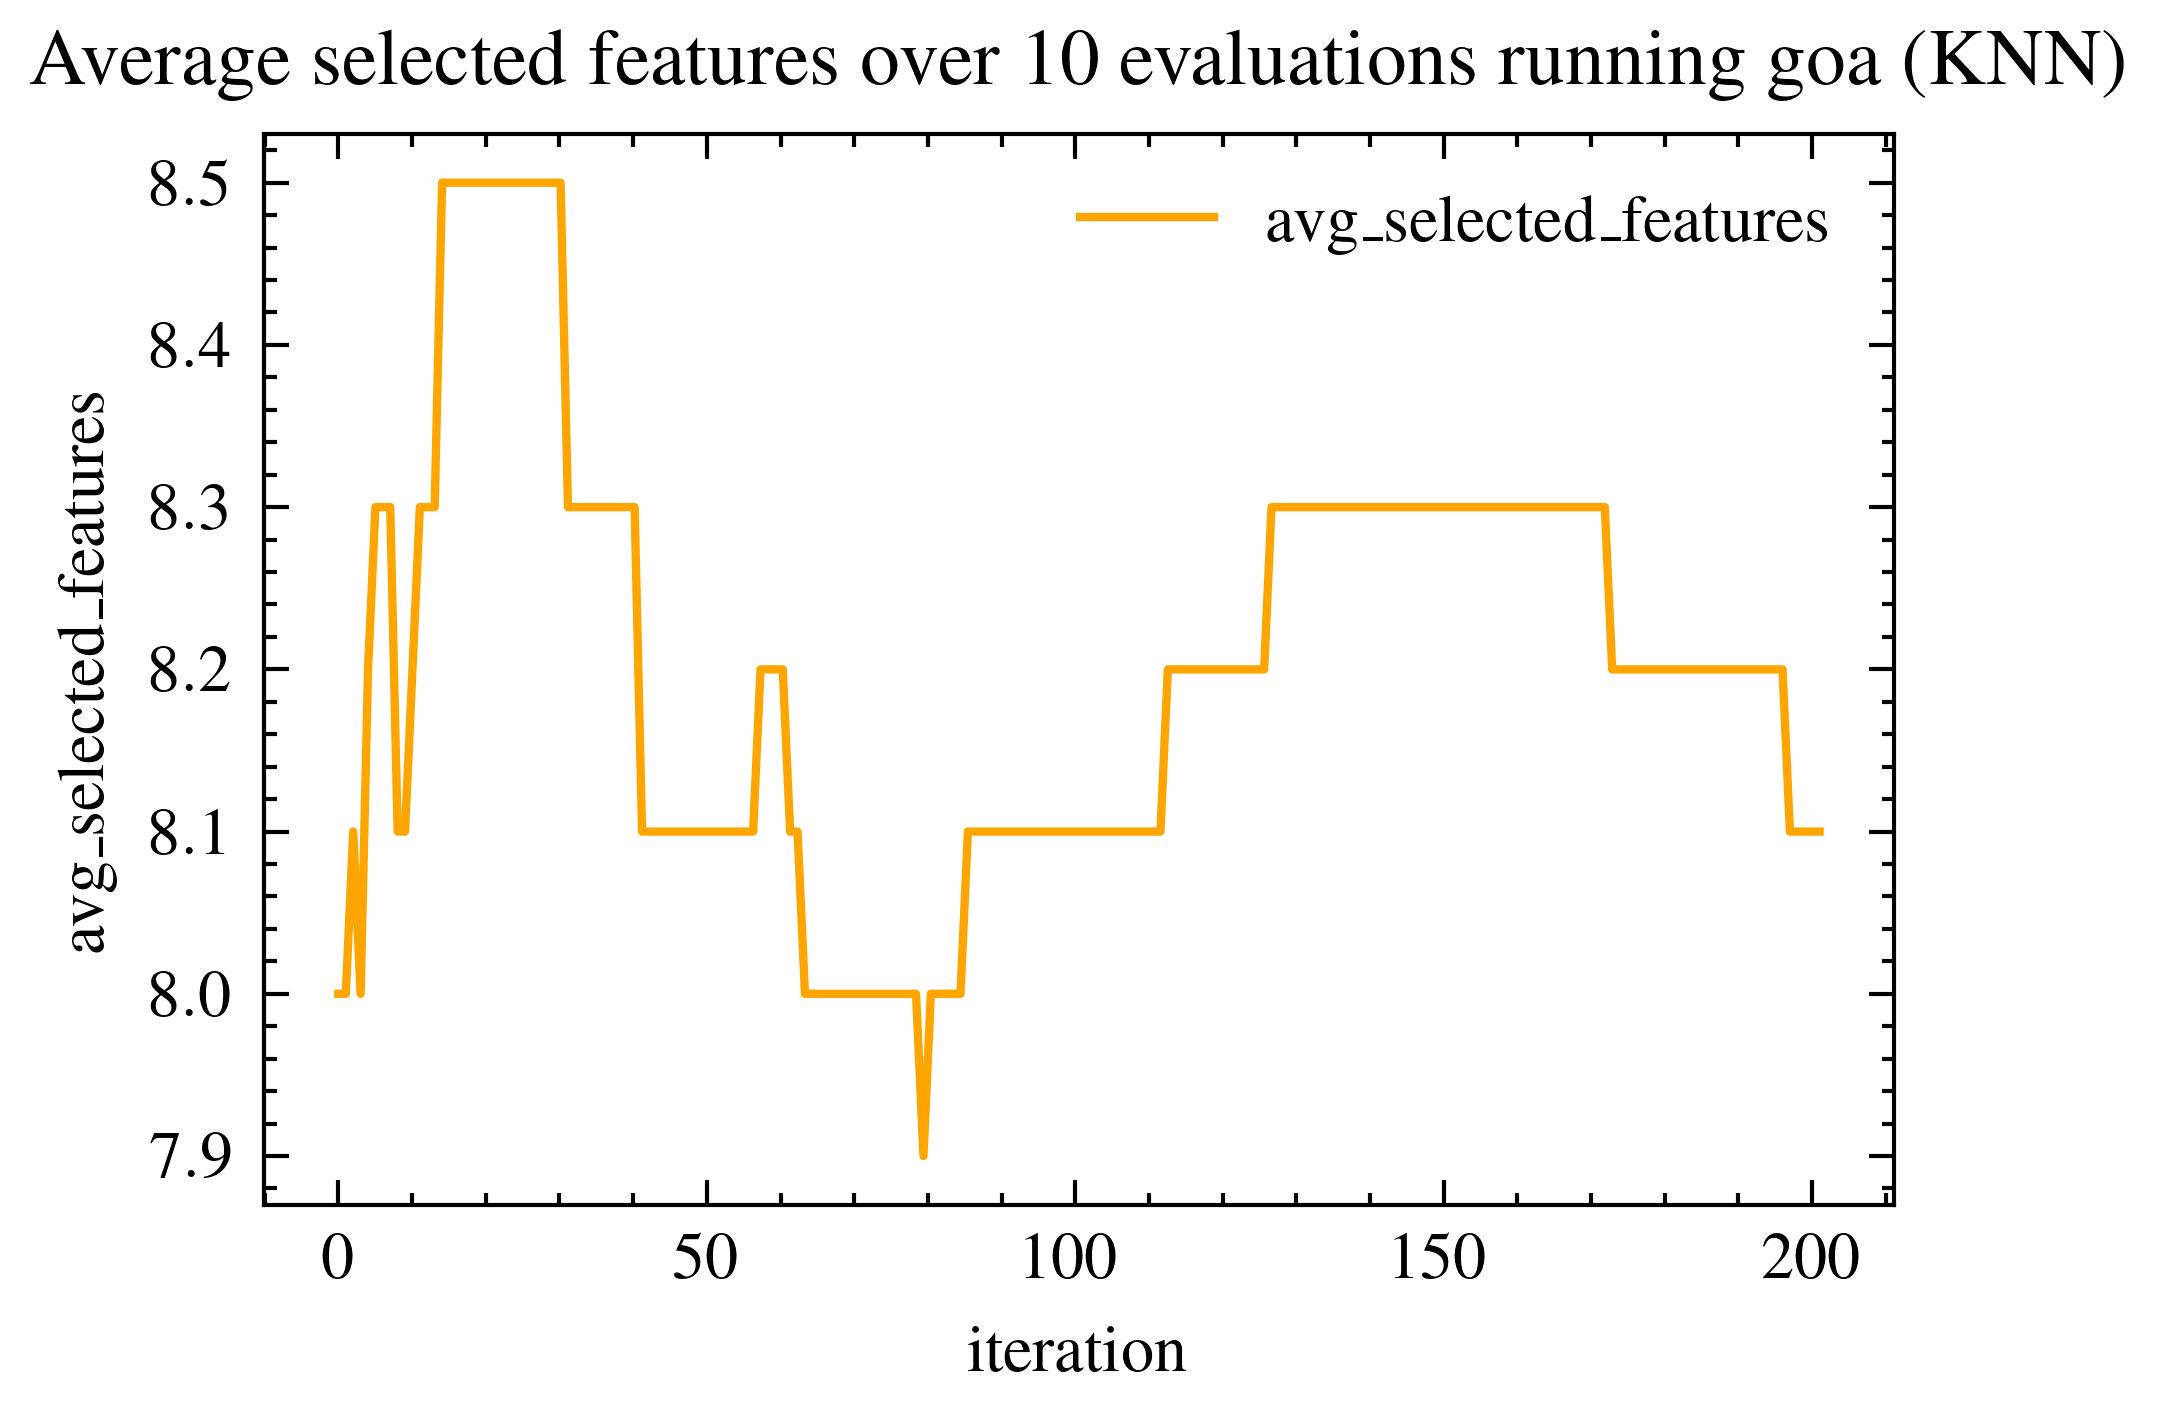 Average selected features over 10 evaluations running goa (KNN)
avg_selected_features
8.5
8.4
8.3
8.2
8.1
8.0
7.9
avg_selected_features
0 50 100 150 200
iteration